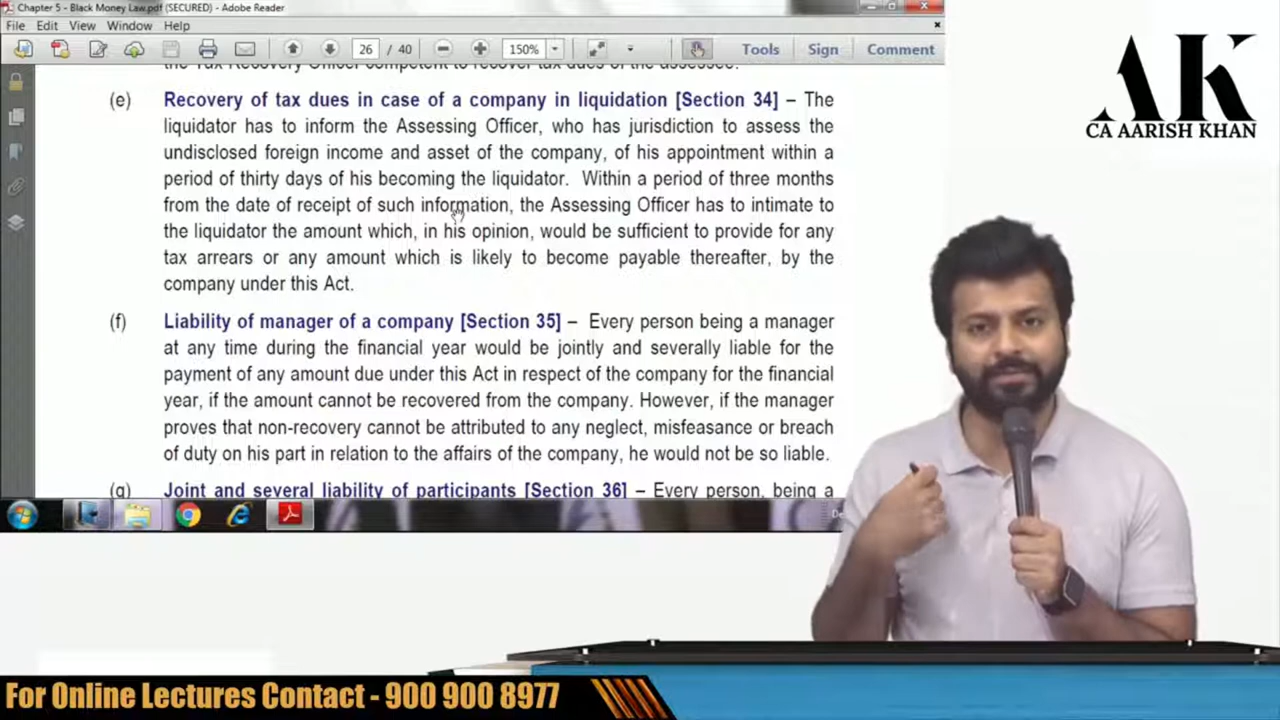 Chapter 5 - Black Money Law.pdf (SECURED) - Adobe Reader
File Edit View Window Help
26 / 40 150% Tools Sign Comment
the Tax Recovery Officer competent to recover tax dues of the assessee.
(e) Recovery of tax dues in case of a company in liquidation [Section 34] – The
liquidator has to inform the Assessing Officer, who has jurisdiction to assess the
undisclosed foreign income and asset of the company, of his appointment within a
period of thirty days of his becoming the liquidator. Within a period of three months
from the date of receipt of such information, the Assessing Officer has to intimate to
the liquidator the amount which, in his opinion, would be sufficient to provide for any
tax arrears or any amount which is likely to become payable thereafter, by the
company under this Act.
(f) Liability of manager of a company [Section 35] – Every person being a manager
at any time during the financial year would be jointly and severally liable for the
payment of any amount due under this Act in respect of the company for the financial
year, if the amount cannot be recovered from the company. However, if the manager
proves that non-recovery cannot be attributed to any neglect, misfeasance or breach
of duty on his part in relation to the affairs of the company, he would not be so liable.
(g) Joint and several liability of participants [Section 36] – Every person, being a
AK
CA AARISH KHAN
For Online Lectures Contact - 900 900 8977